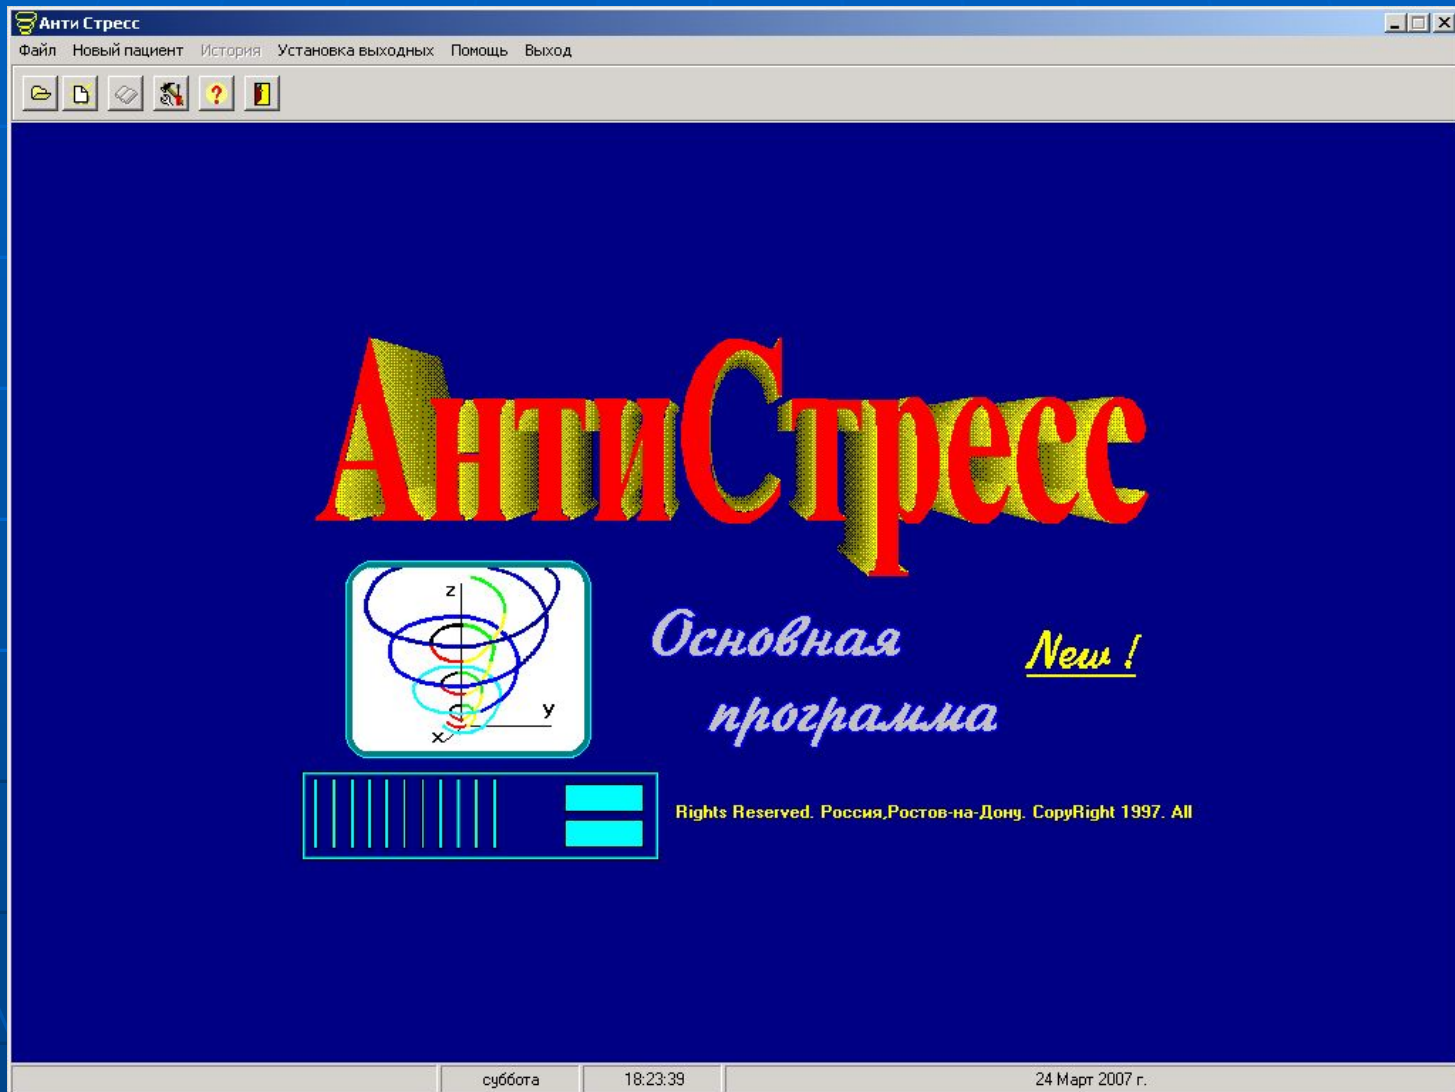 Анти Стресс
Файл Новый пациент История Установка выходных Помощь Выход
АнтиСтресс
z
y
x
Основная
программа
New !
Rights Reserved. Россия,Ростов-на-Дону. CopyRight 1997. All
суббота 18:23:39 24 Март 2007 г.